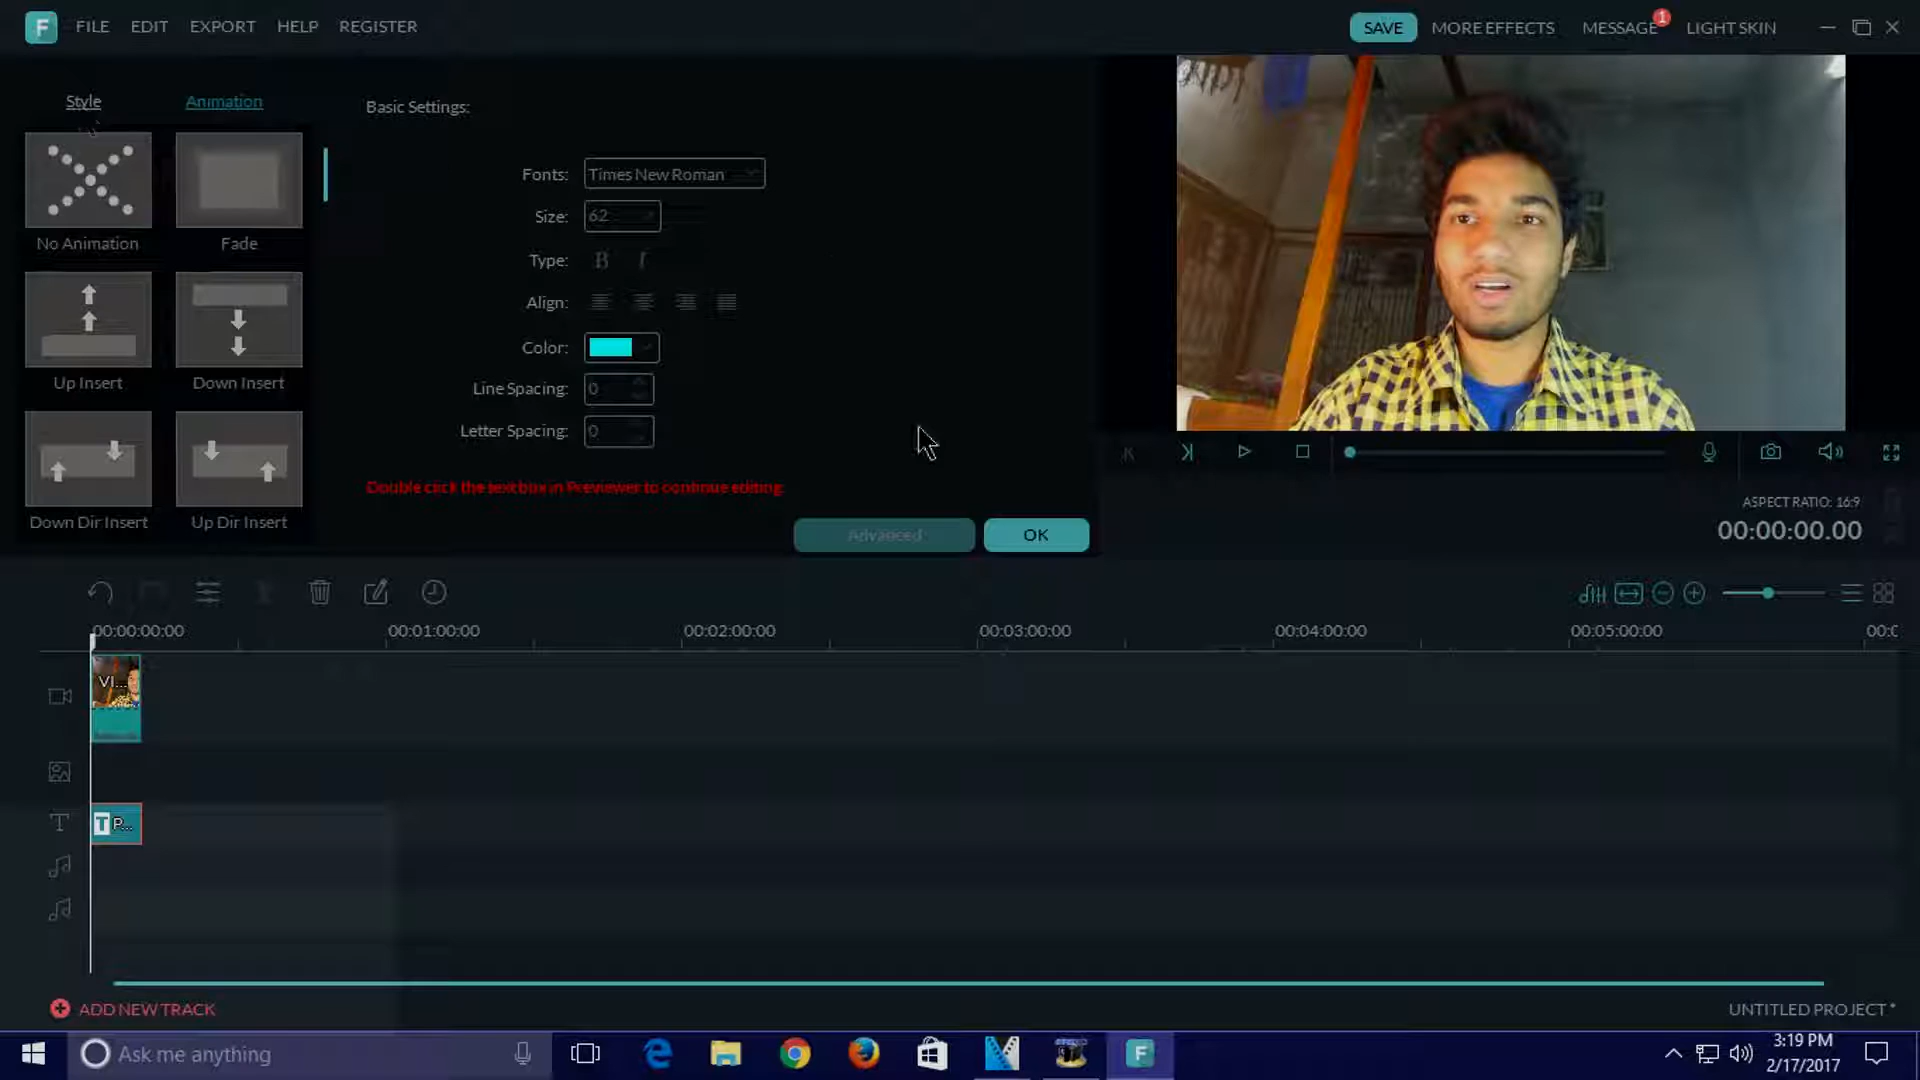 F FILE EDIT EXPORT HELP REGISTER SAVE MORE EFFECTS MESSAGE 1 LIGHT SKIN
Style Animation
Basic Settings:
No Animation Fade
Up Insert Down Insert
Down Dir Insert Up Dir Insert
Fonts: Times New Roman
Size: 62
Type: B I
Align:
Color:
Line Spacing: 0
Letter Spacing: 0
Double click the textbox in Previewer to continue editing.
Advanced OK
ASPECT RATIO: 16:9
00:00:00.00
00:00:00:00 00:01:00:00 00:02:00:00 00:03:00:00 00:04:00:00 00:05:00:00
VI...
T T P...
ADD NEW TRACK UNTITLED PROJECT *
Ask me anything
F
3:19 PM
2/17/2017